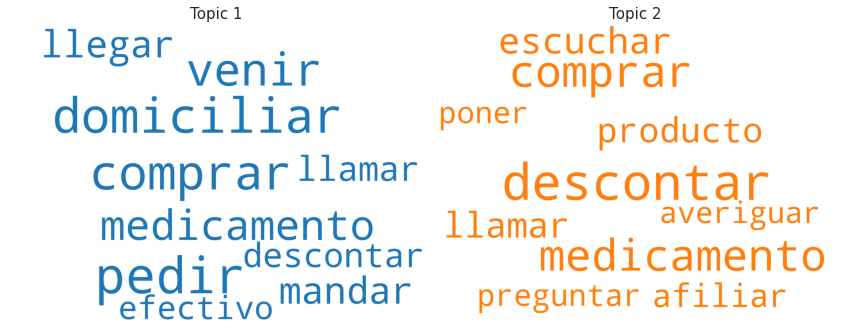 Topic 1
llegar
venir
domiciliar
comprar
llamar
medicamento
descontar
pedir
mandar
efectivo
Topic 2
escuchar
comprar
poner
producto
descontar
averiguar
llamar
medicamento
preguntar
afiliar